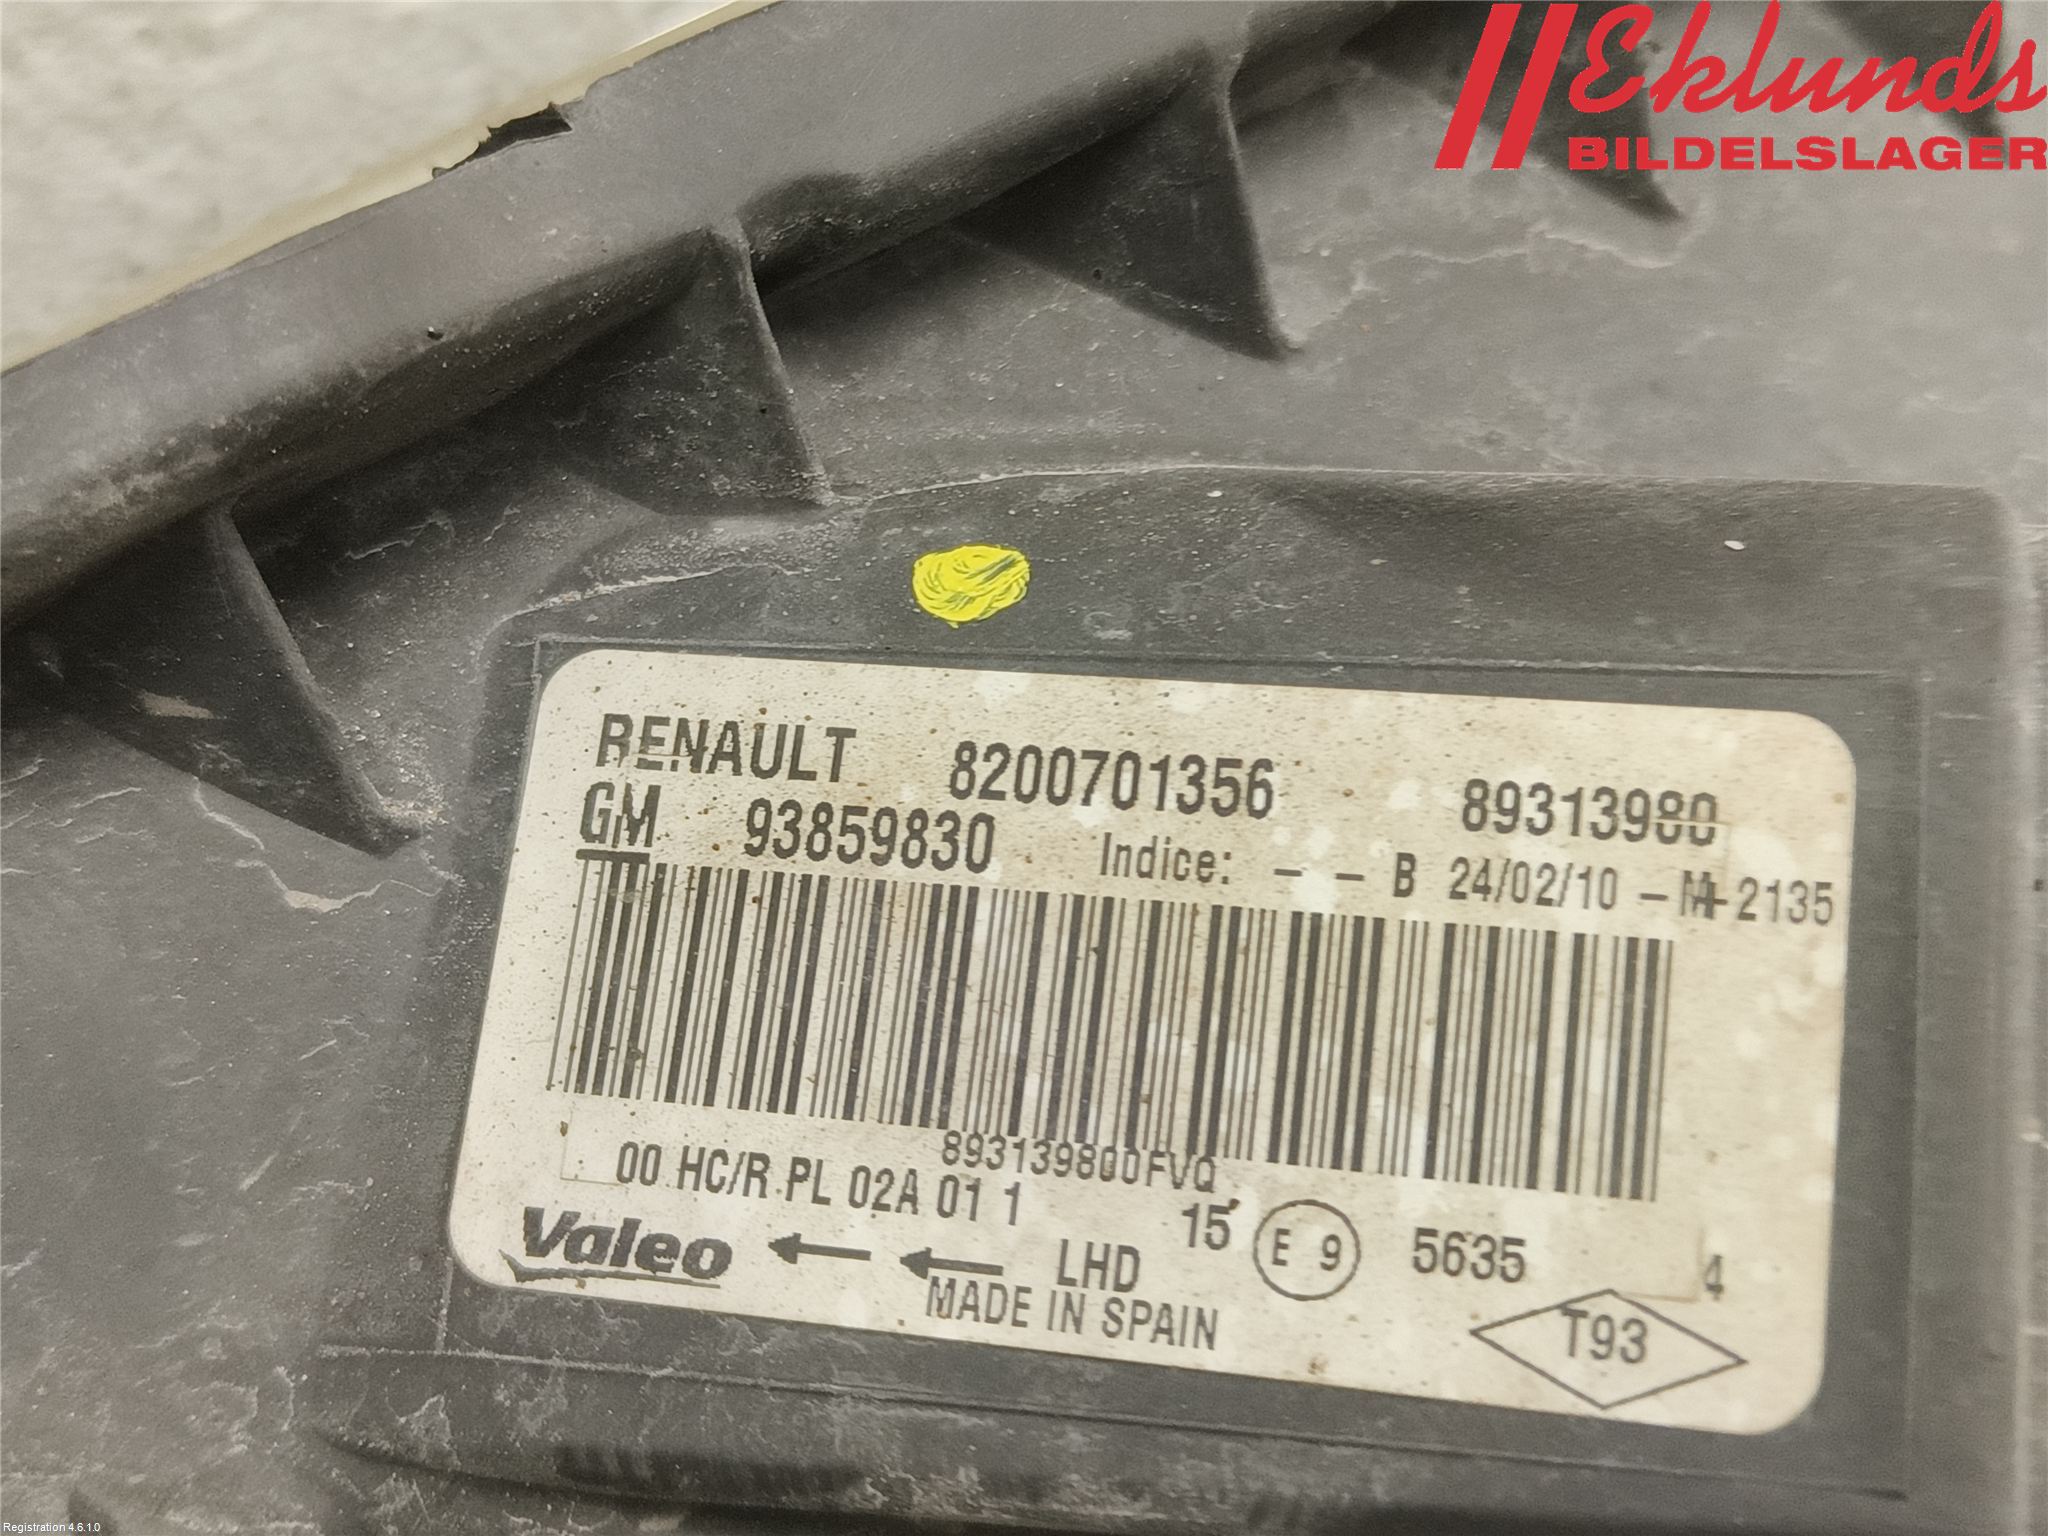 Eklunds
BILDELSLAGER
RENAULT 8200701356 89313980
GM 93859830 Indice: - - B 24/02/10 - M+ 2135
893139800FVQ
00 HC/R PL 02A 01 1
Valeo LHD 15 E 9 5635 4
MADE IN SPAIN
T93
Registration 4.6.1.0